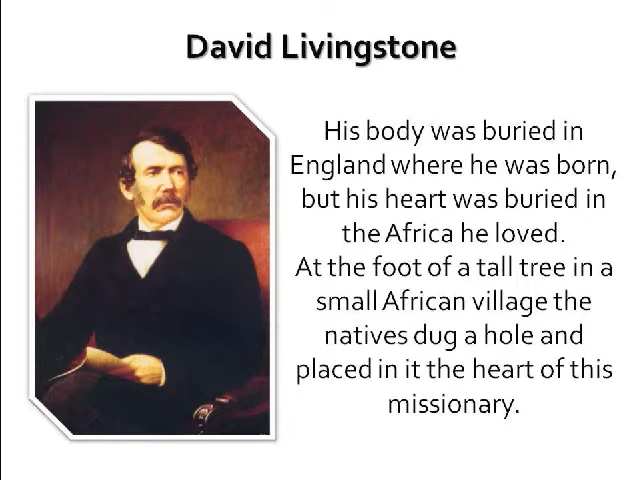 David Livingstone
His body was buried in
England where he was born,
but his heart was buried in
the Africa he loved.
At the foot of a tall tree in a
small African village the
natives dug a hole and
placed in it the heart of this
missionary.